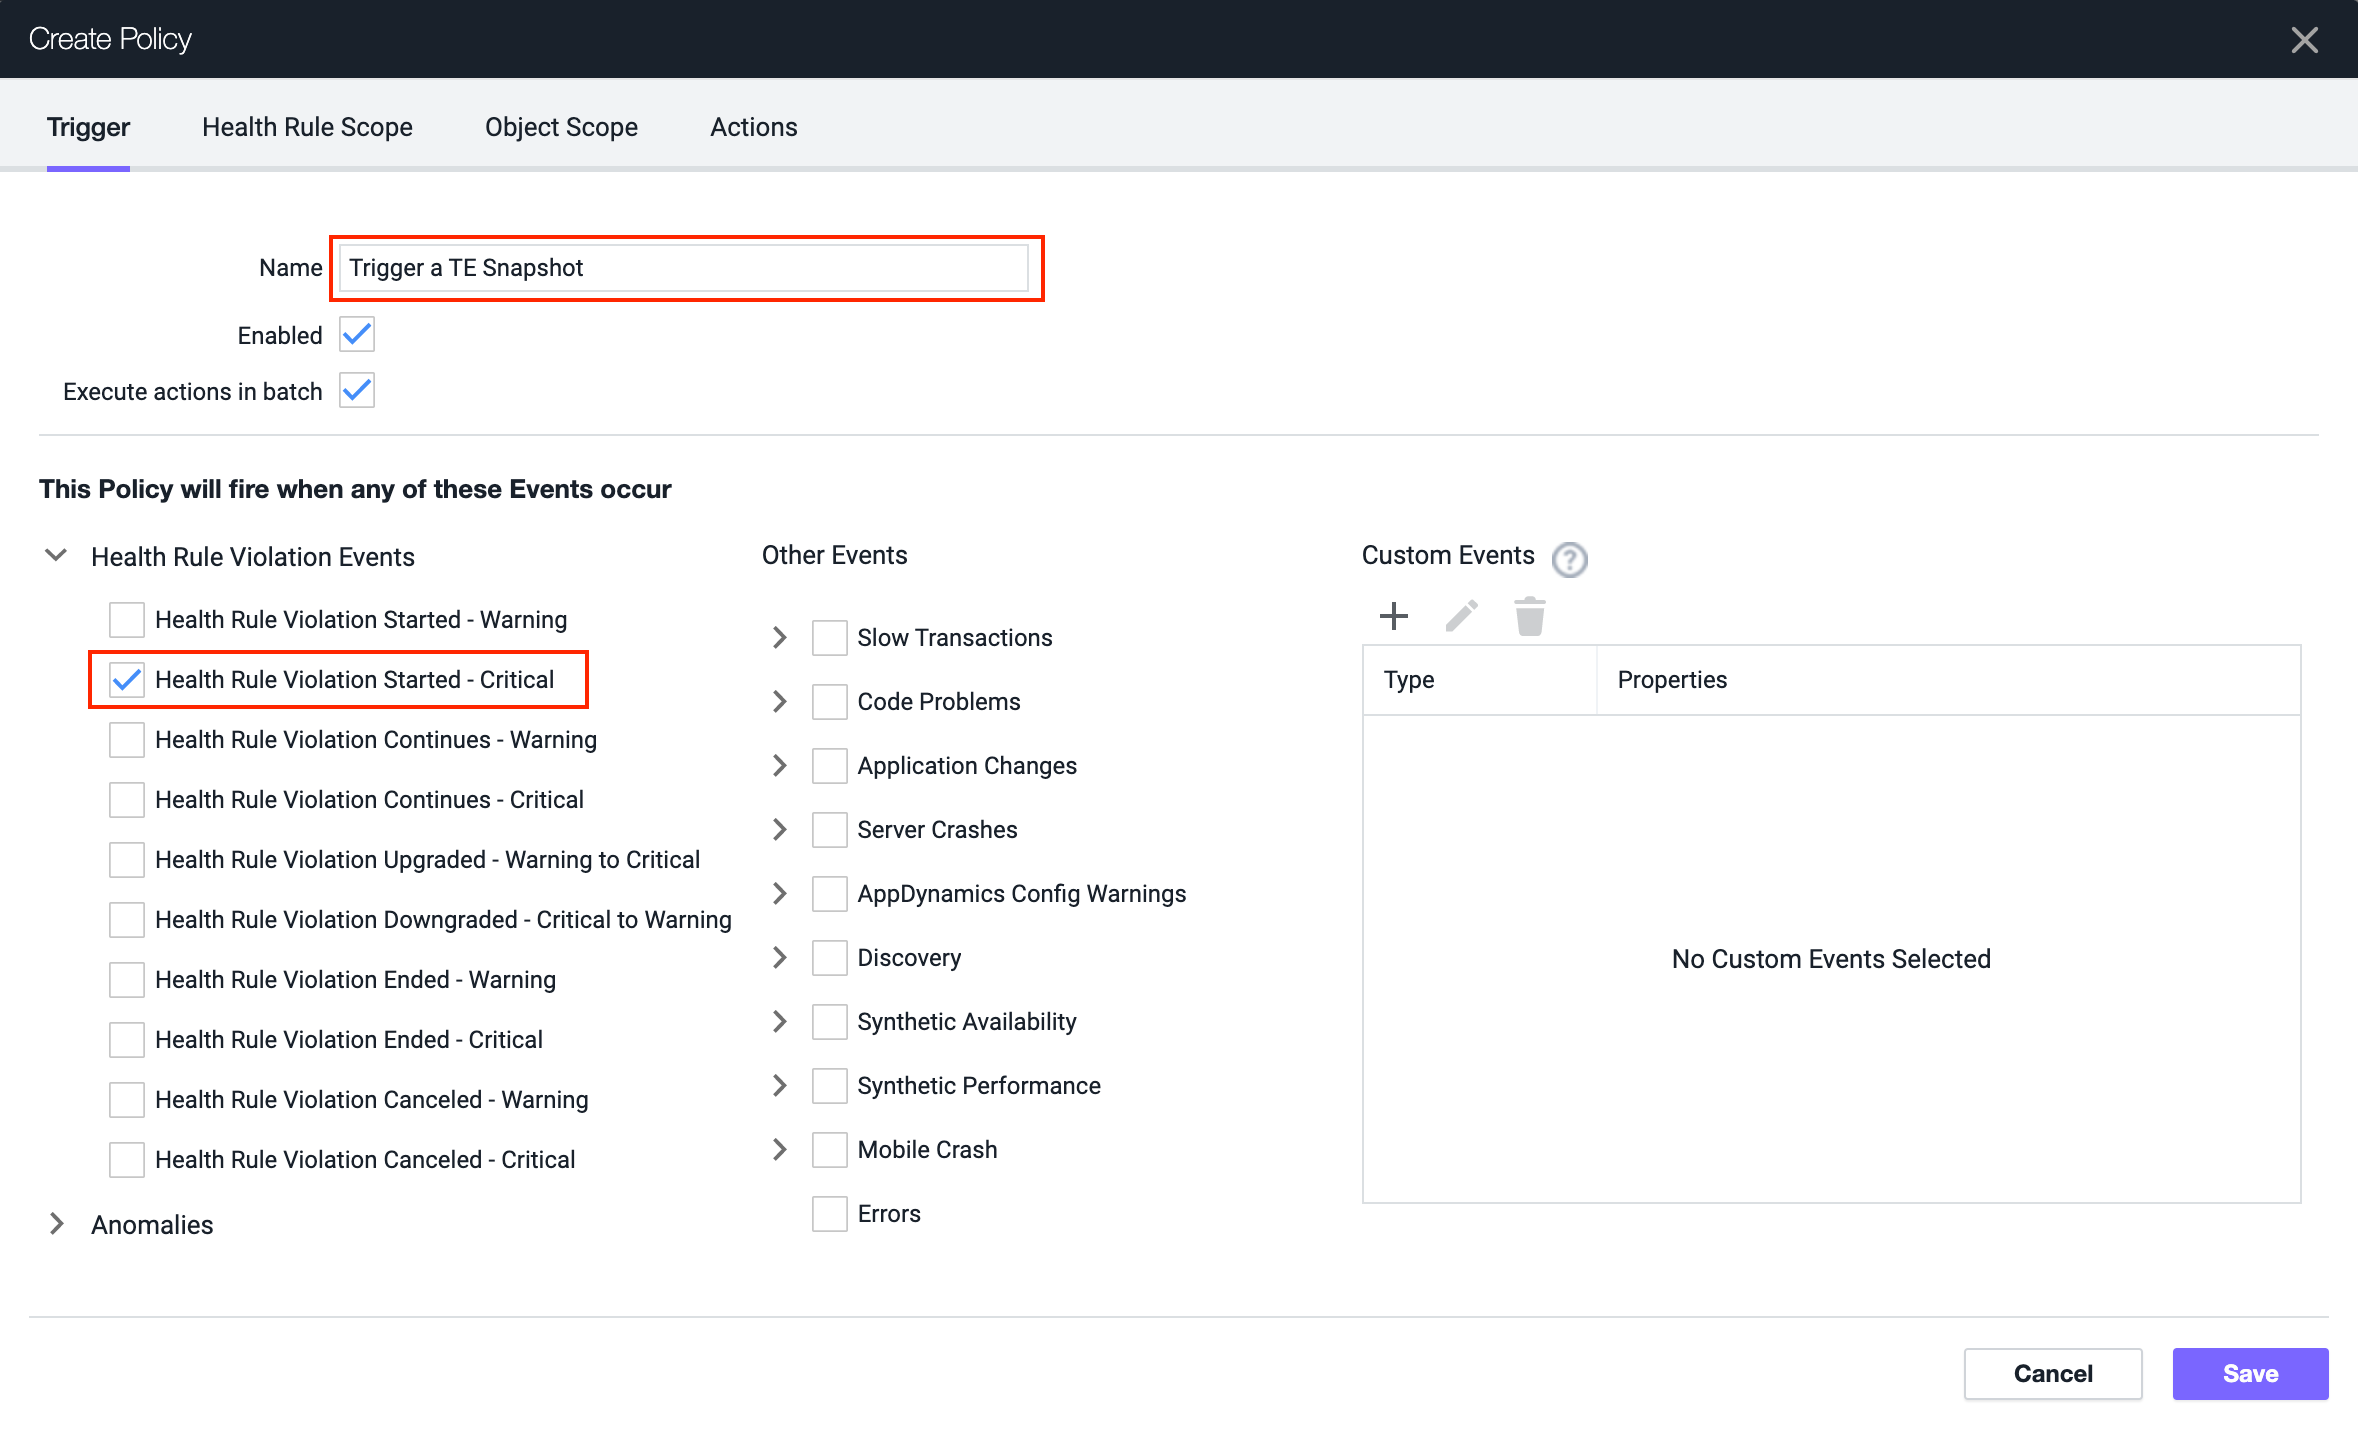 Create Policy
Trigger
Health Rule Scope
Object Scope
Actions
Name
Trigger a TE Snapshot
Enabled
Execute actions in batch
This Policy will fire when any of these Events occur
Health Rule Violation Events
Health Rule Violation Started - Warning
Health Rule Violation Started - Critical
Health Rule Violation Continues - Warning
Health Rule Violation Continues - Critical
Health Rule Violation Upgraded - Warning to Critical
Health Rule Violation Downgraded - Critical to Warning
Health Rule Violation Ended - Warning
Health Rule Violation Ended - Critical
Health Rule Violation Canceled - Warning
Health Rule Violation Canceled - Critical
Anomalies
Other Events
Slow Transactions
Code Problems
Application Changes
Server Crashes
AppDynamics Config Warnings
Discovery
Synthetic Availability
Synthetic Performance
Mobile Crash
Errors
Custom Events
?
Type
Properties
No Custom Events Selected
Cancel
Save